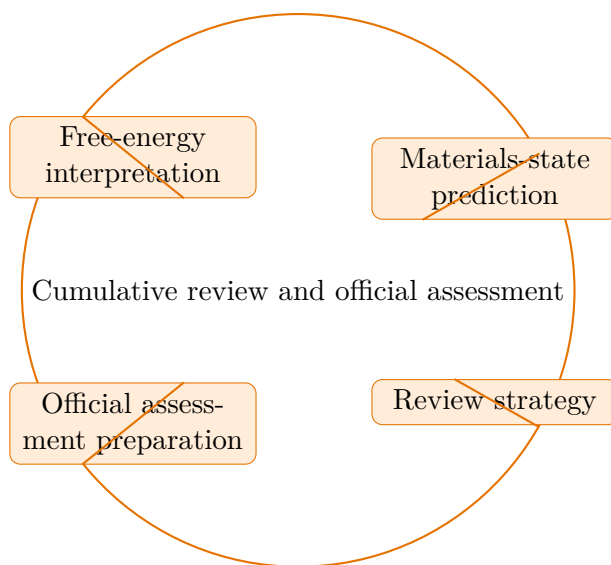 Free-energy
interpretation
Materials-state
prediction
Cumulative review and official assessment
Official assess-
ment preparation
Review strategy